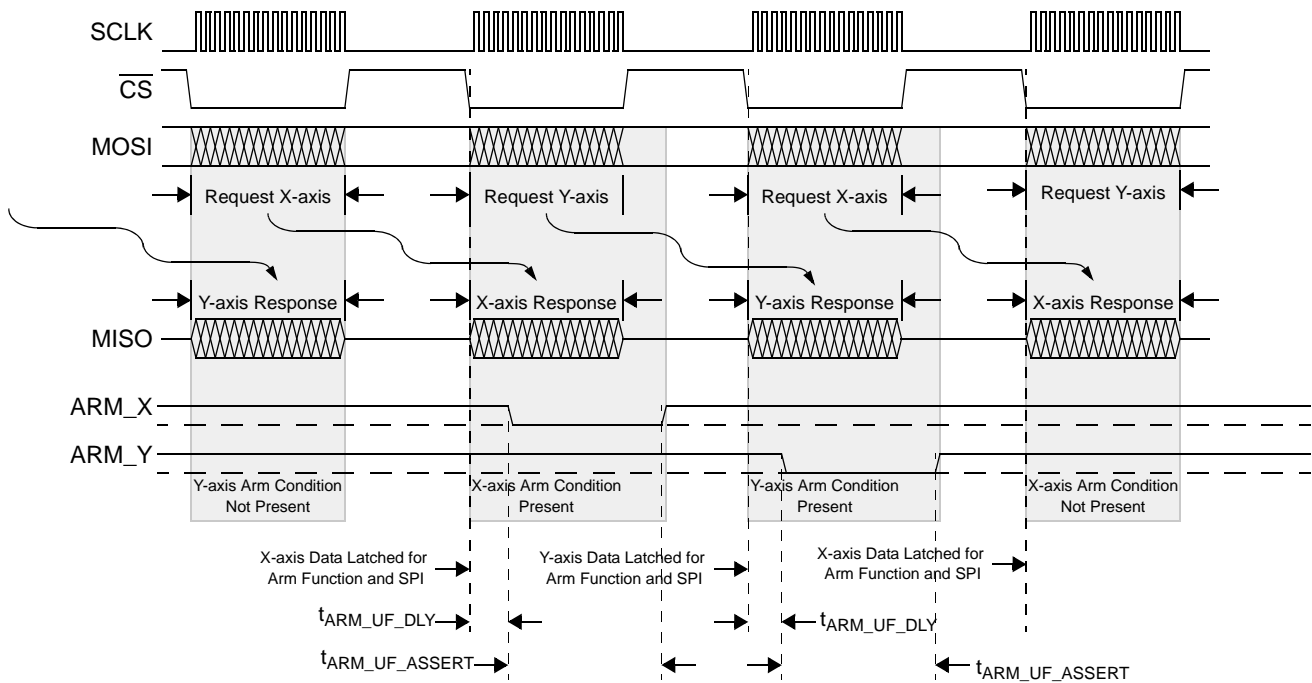 SCLK
CS
MOSI
Request X-axis
Request Y-axis
Request X-axis
Request Y-axis
Y-axis Response
X-axis Response
Y-axis Response
X-axis Response
MISO
ARM_X
ARM_Y
Y-axis Arm Condition
Not Present
X-axis Arm Condition
Present
Y-axis Arm Condition
Present
X-axis Arm Condition
Not Present
X-axis Data Latched for
Arm Function and SPI
Y-axis Data Latched for
Arm Function and SPI
X-axis Data Latched for
Arm Function and SPI
tARM_UF_DLY
tARM_UF_DLY
tARM_UF_ASSERT
tARM_UF_ASSERT